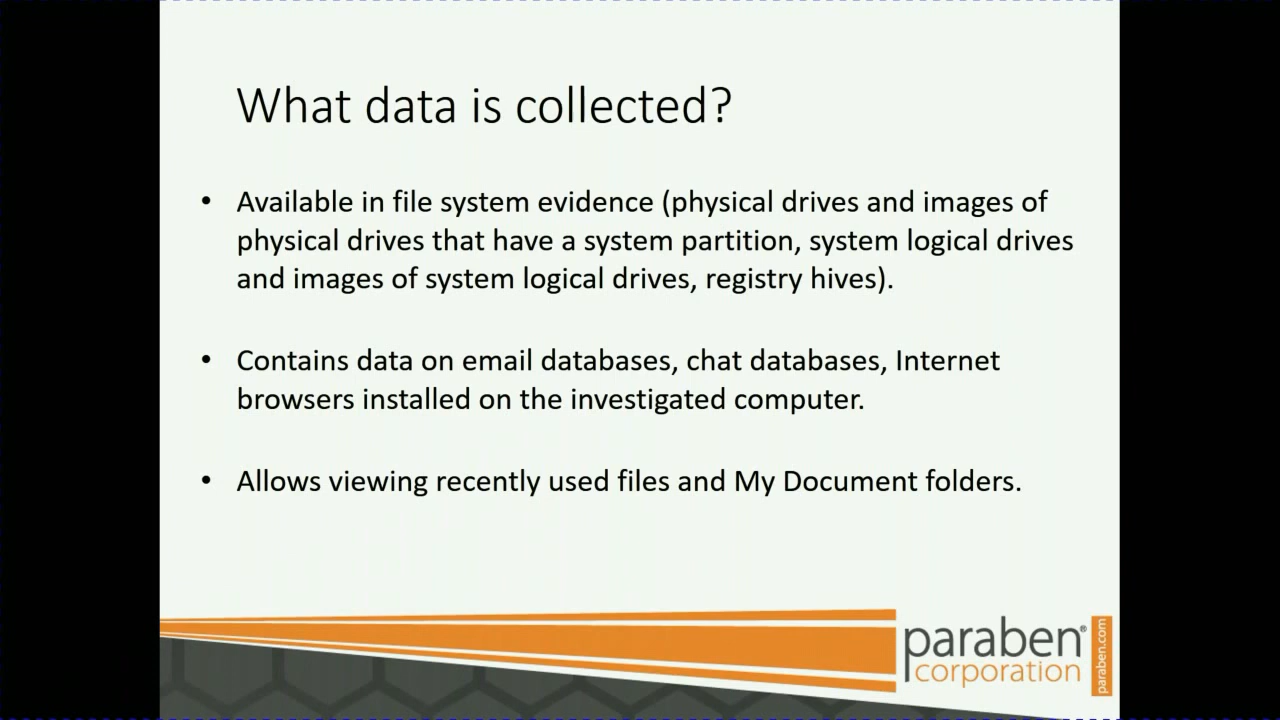 What data is collected?
• Available in file system evidence (physical drives and images of
physical drives that have a system partition, system logical drives
and images of system logical drives, registry hives).
• Contains data on email databases, chat databases, Internet
browsers installed on the investigated computer.
• Allows viewing recently used files and My Document folders.
paraben®
corporation
paraben.com